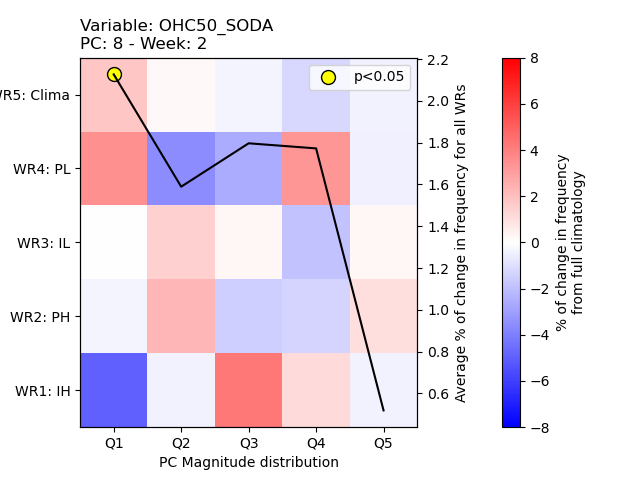 Variable: OHC50_SODA
PC: 8 - Week: 2
p<0.05
WR5: Clima
WR4: PL
WR3: IL
WR2: PH
WR1: IH
Q1 Q2 Q3 Q4 Q5
PC Magnitude distribution
2.2
2.0
1.8
1.6
1.4
1.2
1.0
0.8
0.6
Average % of change in frequency for all WRs
8
6
4
2
0
−2
−4
−6
−8
% of change in frequency
from full climatology